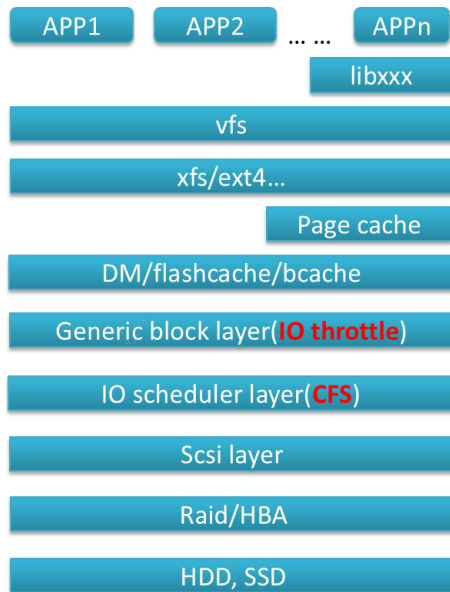 APP1 APP2 ... ... APPn
libxxx
vfs
xfs/ext4...
Page cache
DM/flashcache/bcache
Generic block layer(IO throttle)
IO scheduler layer(CFS)
Scsi layer
Raid/HBA
HDD, SSD